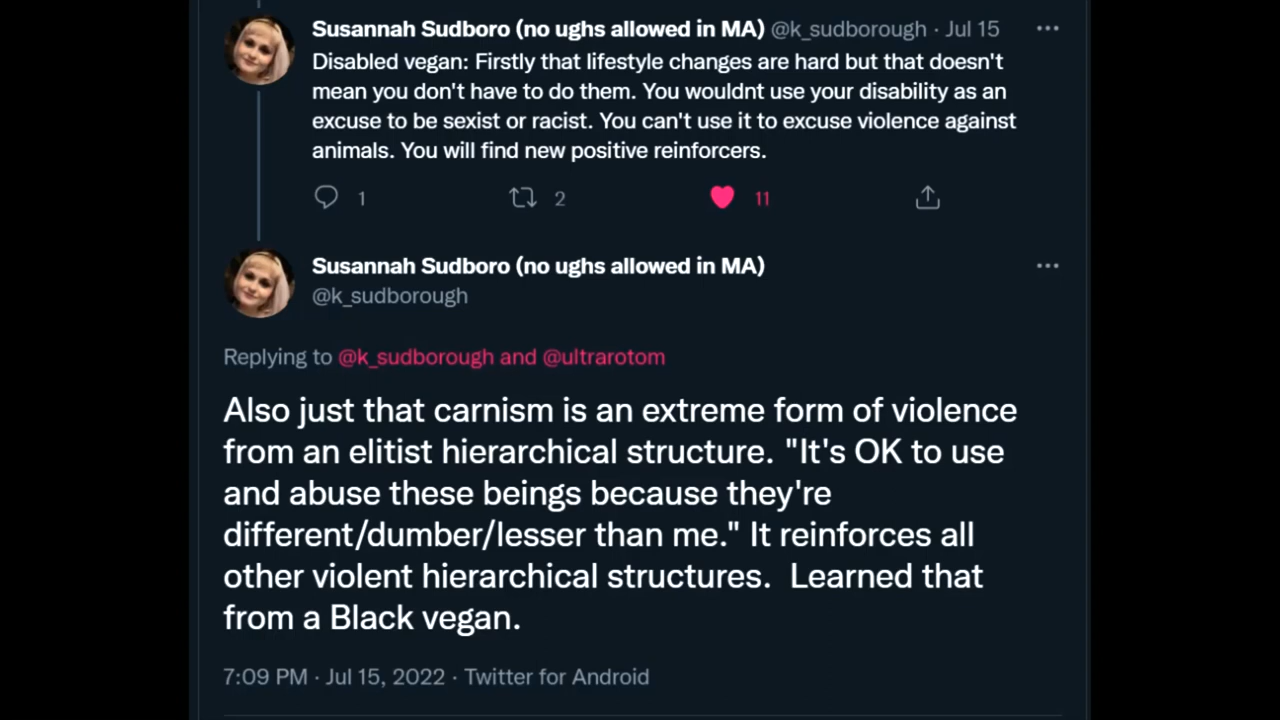 Susannah Sudboro (no ughs allowed in MA) @k_sudborough · Jul 15
Disabled vegan: Firstly that lifestyle changes are hard but that doesn't
mean you don't have to do them. You wouldnt use your disability as an
excuse to be sexist or racist. You can't use it to excuse violence against
animals. You will find new positive reinforcers.
1 2 11
Susannah Sudboro (no ughs allowed in MA)
@k_sudborough
Replying to @k_sudborough and @ultrarotom
Also just that carnism is an extreme form of violence
from an elitist hierarchical structure. "It's OK to use
and abuse these beings because they're
different/dumber/lesser than me." It reinforces all
other violent hierarchical structures.  Learned that
from a Black vegan.
7:09 PM · Jul 15, 2022 · Twitter for Android